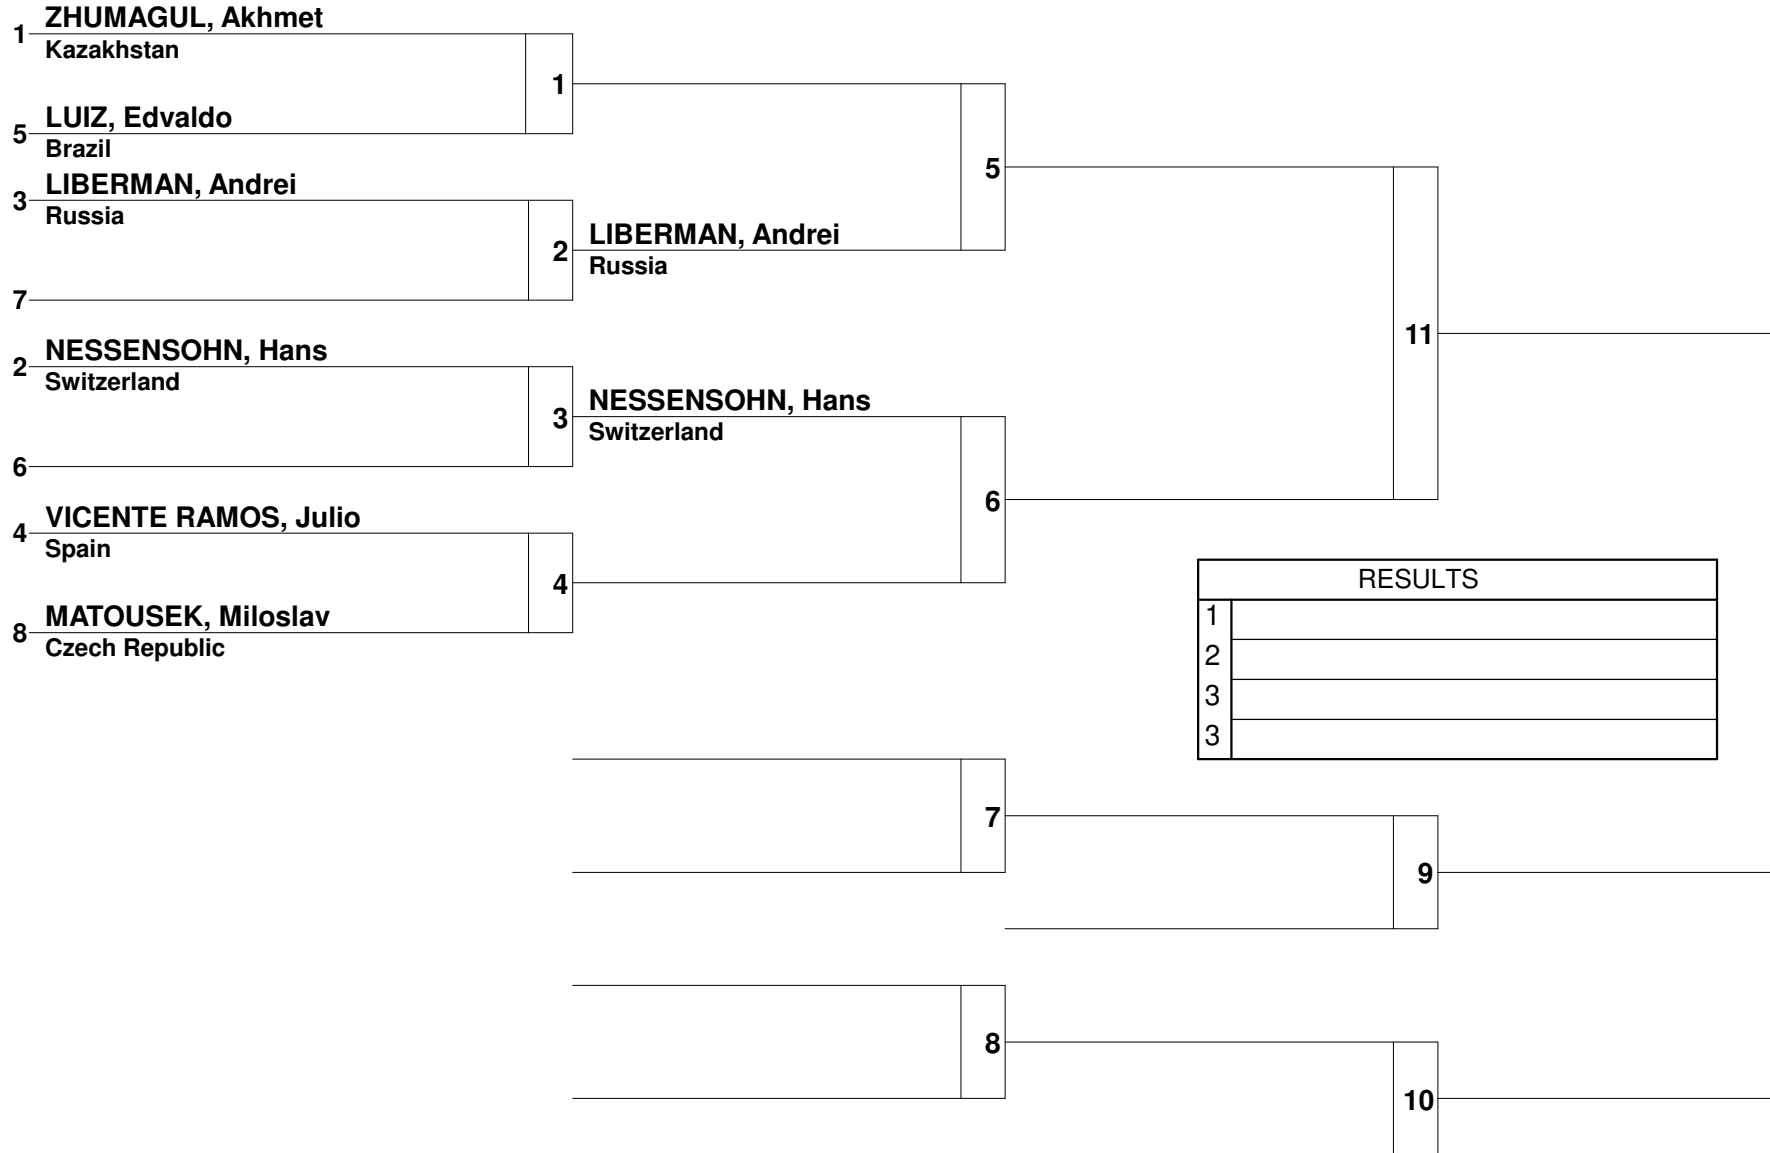 ZHUMAGUL, Akhmet
1
Kazakhstan
1
LUIZ, Edvaldo
5
Brazil
LIBERMAN, Andrei
3
Russia
5
2
LIBERMAN, Andrei
Russia
7
11
NESSENSOHN, Hans
2
Switzerland
3
NESSENSOHN, Hans
Switzerland
6
6
VICENTE RAMOS, Julio
4
Spain
4
MATOUSEK, Miloslav
8
Czech Republic
RESULTS
1
2
3
3
7
9
8
10